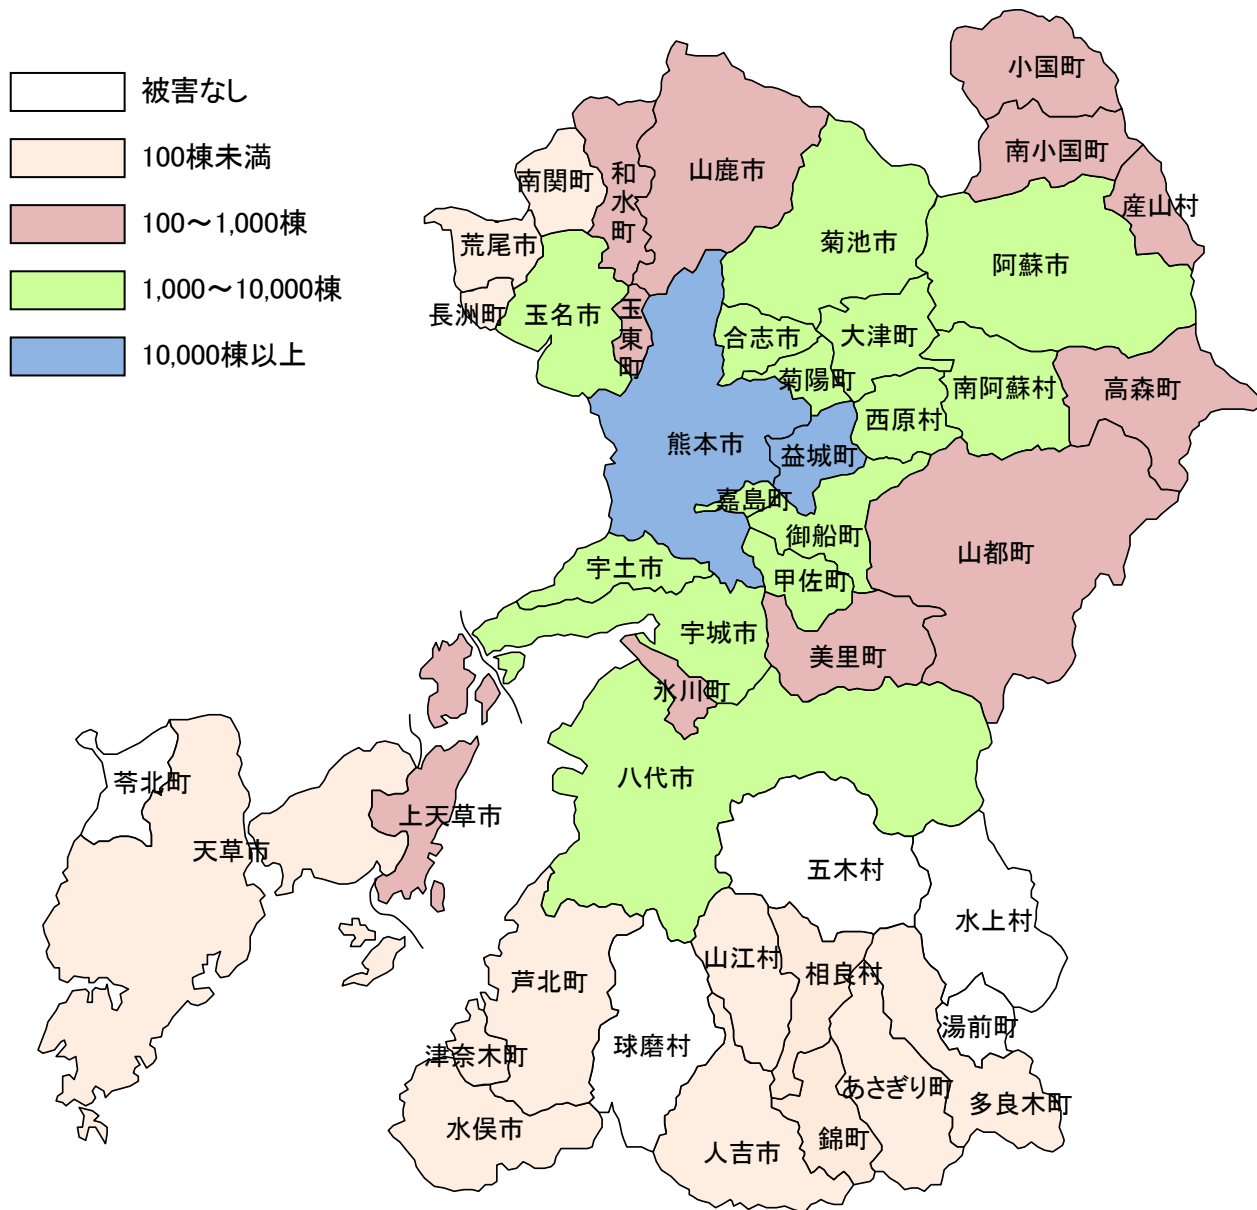 被害なし
100棟未満
100～1,000棟
1,000～10,000棟
10,000棟以上
小国町
南小国町
産山村
山鹿市
和水町
南関町
荒尾市
長洲町
玉名市
玉東町
菊池市
阿蘇市
合志市
大津町
菊陽町
西原村
南阿蘇村
高森町
熊本市
益城町
嘉島町
御船町
甲佐町
山都町
宇土市
宇城市
美里町
氷川町
八代市
苓北町
天草市
上天草市
五木村
水上村
山江村
相良村
芦北町
球磨村
湯前町
津奈木町
あさぎり町
多良木町
水俣市
人吉市
錦町